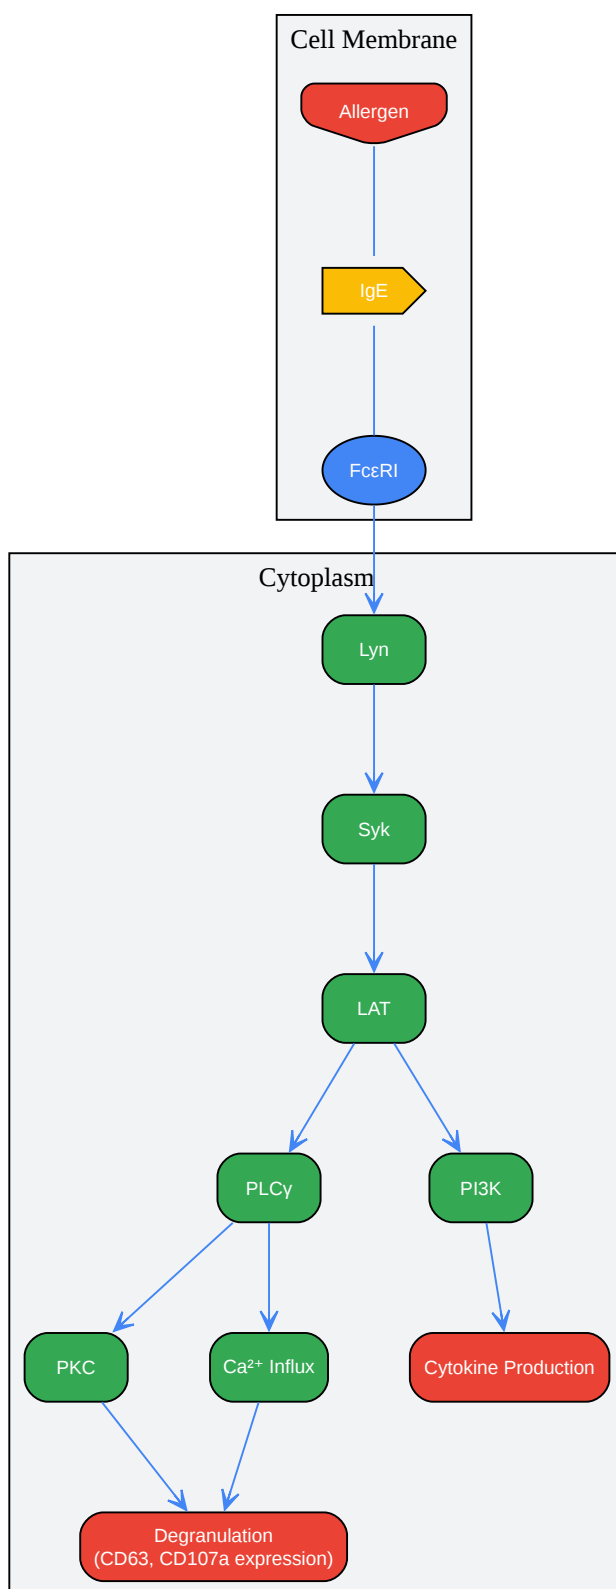 Cell Membrane
Allergen
IgE
FcεRI
Cytoplasm
Lyn
Syk
LAT
PLCγ
PI3K
PKC
Ca²⁺ Influx
Cytokine Production
Degranulation
(CD63, CD107a expression)